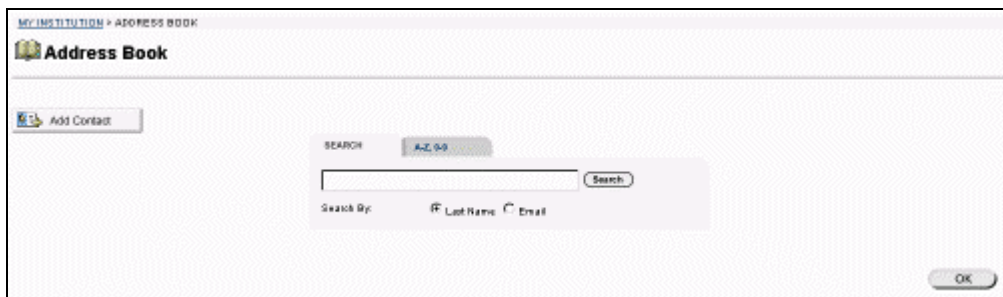 MY INSTITUTION > ADDRESS BOOK
Address Book
Add Contact
SEARCH A-Z, 0-9
Search
Search By: Last Name Email
OK